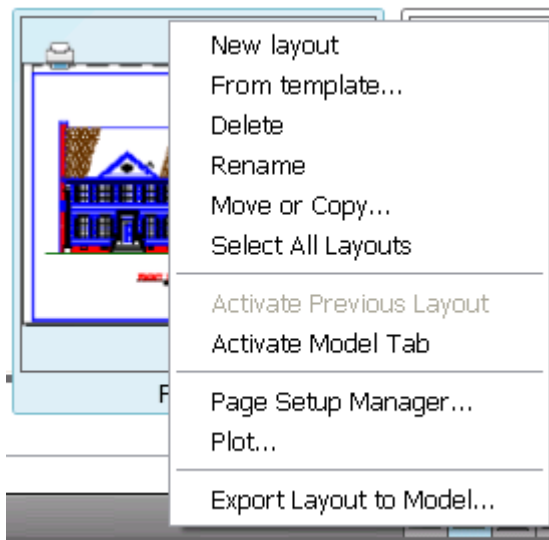 New layout
From template...
Delete
Rename
Move or Copy...
Select All Layouts
Activate Previous Layout
Activate Model Tab
Page Setup Manager...
Plot...
Export Layout to Model...